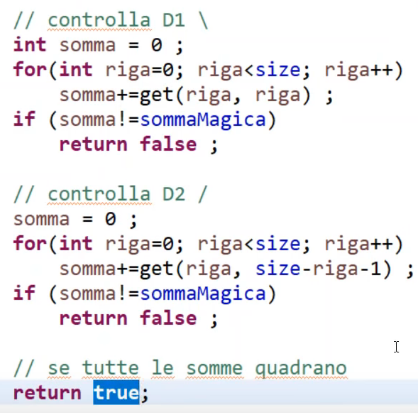 // controlla D1 \
int somma = 0 ;
for(int riga=0; riga<size; riga++)
somma+=get(riga, riga) ;
if (somma!=sommaMagica)
return false ;
// controlla D2 /
somma = 0 ;
for(int riga=0; riga<size; riga++)
somma+=get(riga, size-riga-1) ;
if (somma!=sommaMagica)
return false ;
// se tutte le somme quadrano
return true;